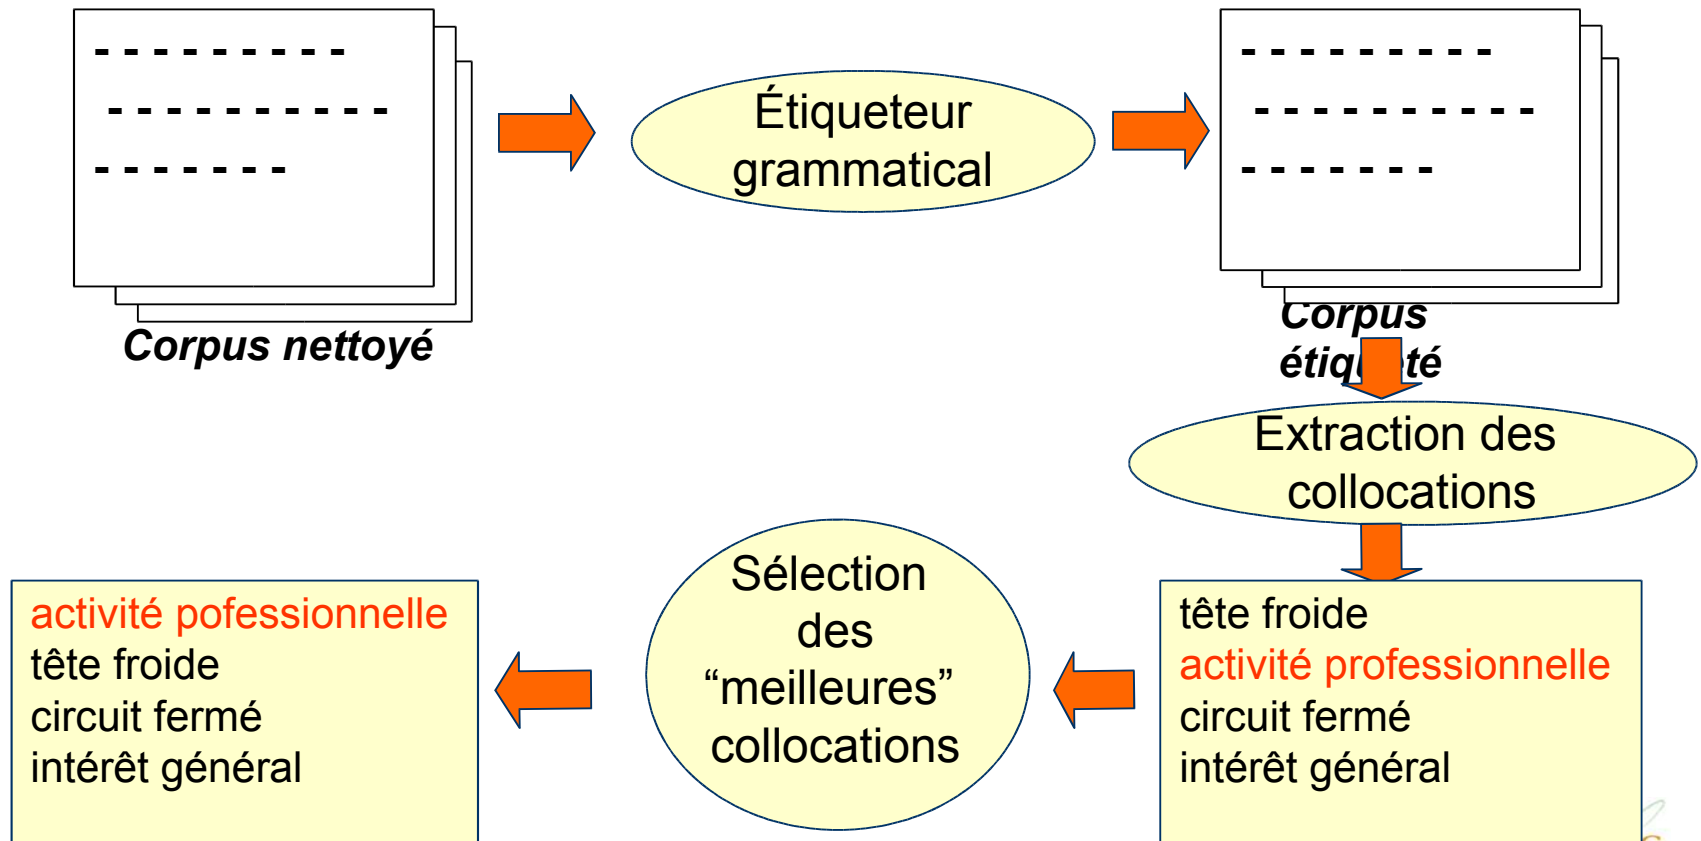 Étiqueteur
grammatical
Corpus nettoyé
Corpus
étiqueté
Extraction des
collocations
tête froide
activité professionnelle
circuit fermé
intérêt général
Sélection
des
“meilleures”
collocations
activité pofessionnelle
tête froide
circuit fermé
intérêt général